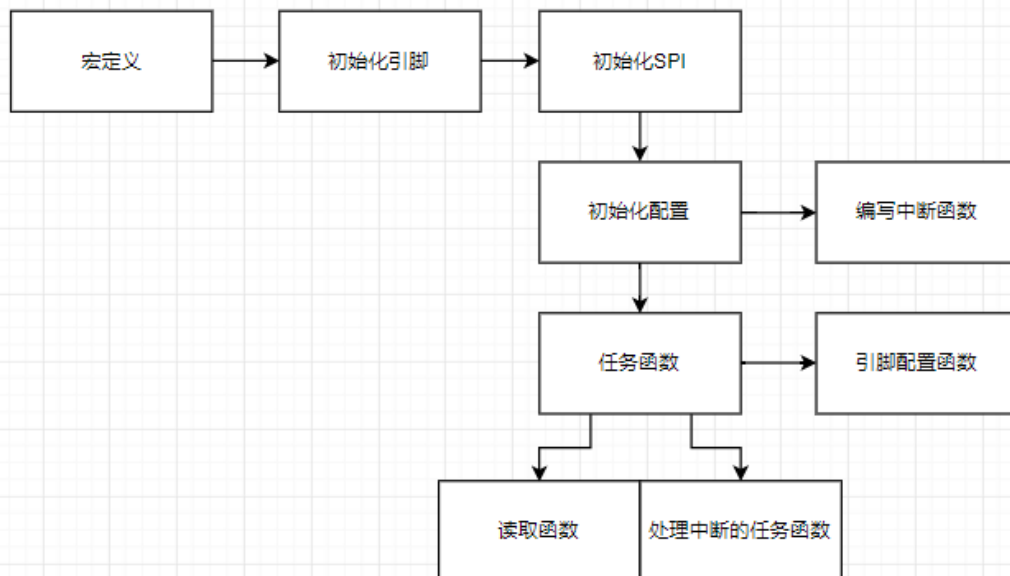 宏定义
初始化引脚
初始化SPI
初始化配置
编写中断函数
任务函数
引脚配置函数
读取函数
处理中断的任务函数